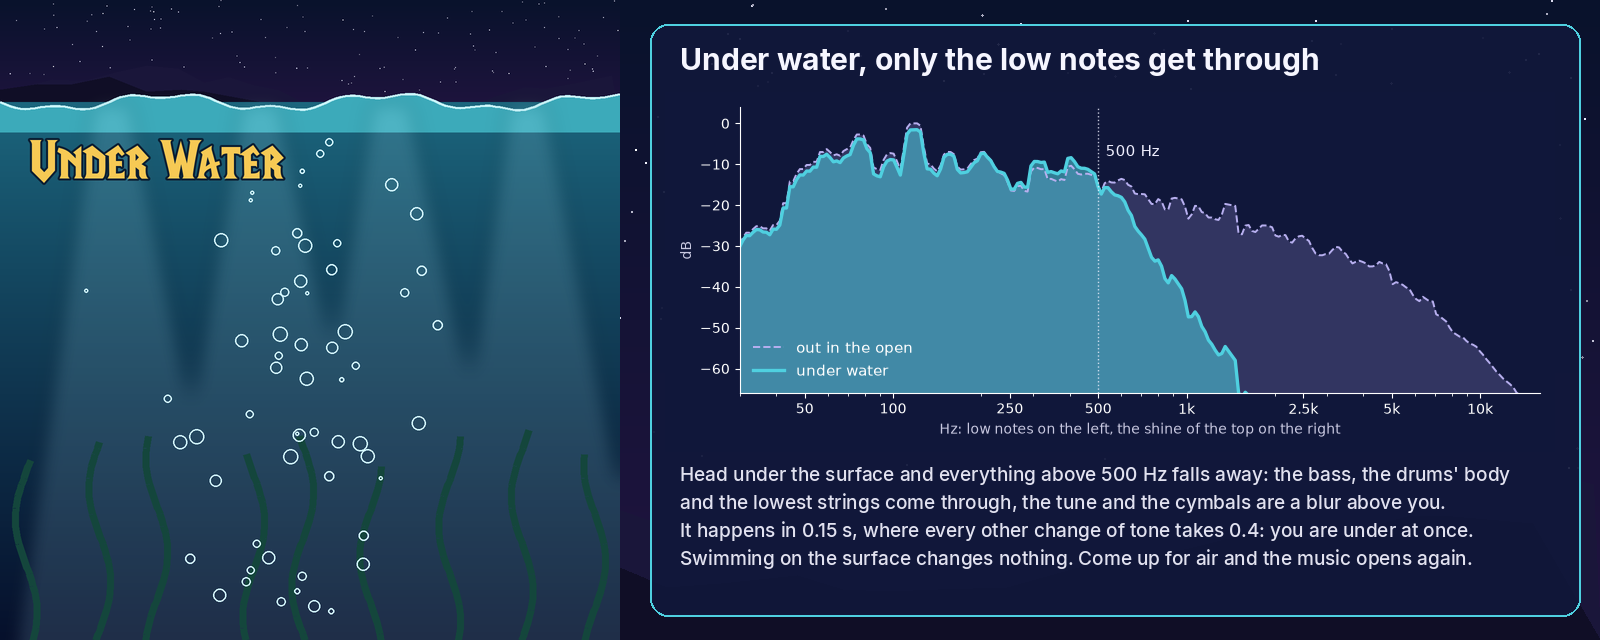 Under Water
Under water, only the low notes get through
0
−10
−20
−30
−40
−50
−60
dB
500 Hz
out in the open
under water
50
100
250
500
1k
2.5k
5k
10k
Hz: low notes on the left, the shine of the top on the right
Head under the surface and everything above 500 Hz falls away: the bass, the drums' body
and the lowest strings come through, the tune and the cymbals are a blur above you.
It happens in 0.15 s, where every other change of tone takes 0.4: you are under at once.
Swimming on the surface changes nothing. Come up for air and the music opens again.